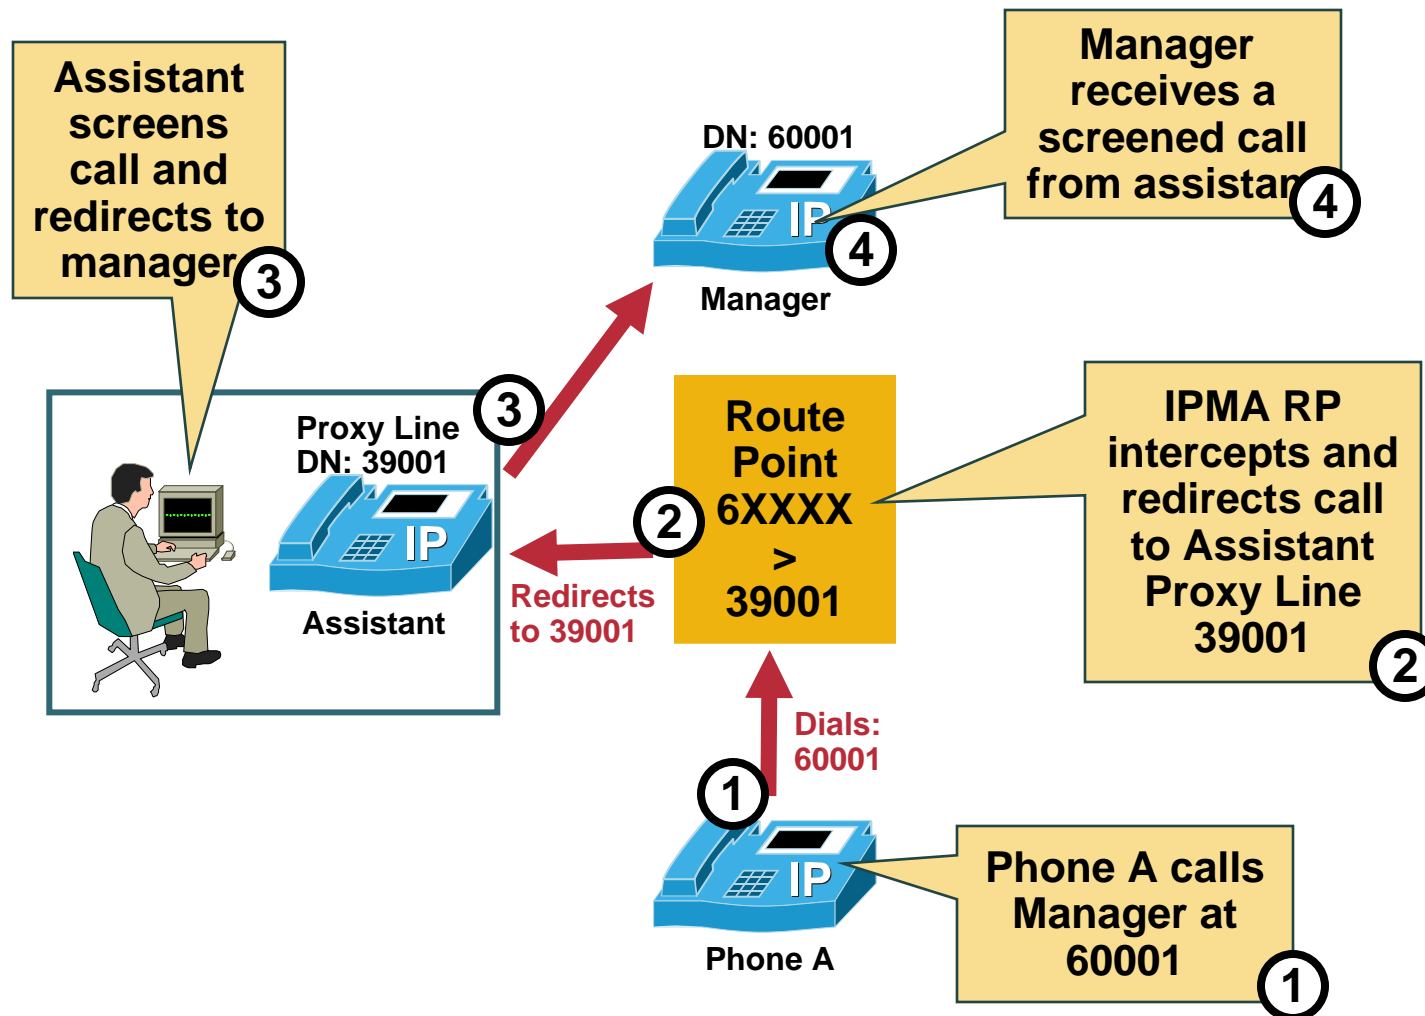 Assistant
screens
call and
redirects to
manager
3
Manager
receives a
screened call
from assistan
4
DN: 60001
IP
4
Manager
3
Proxy Line
DN: 39001
IP
Assistant
Route
Point
6XXXX
>
39001
2
Redirects
to 39001
IPMA RP
intercepts and
redirects call
to Assistant
Proxy Line
39001
2
Dials:
60001
1
IP
Phone A
Phone A calls
Manager at
60001
1